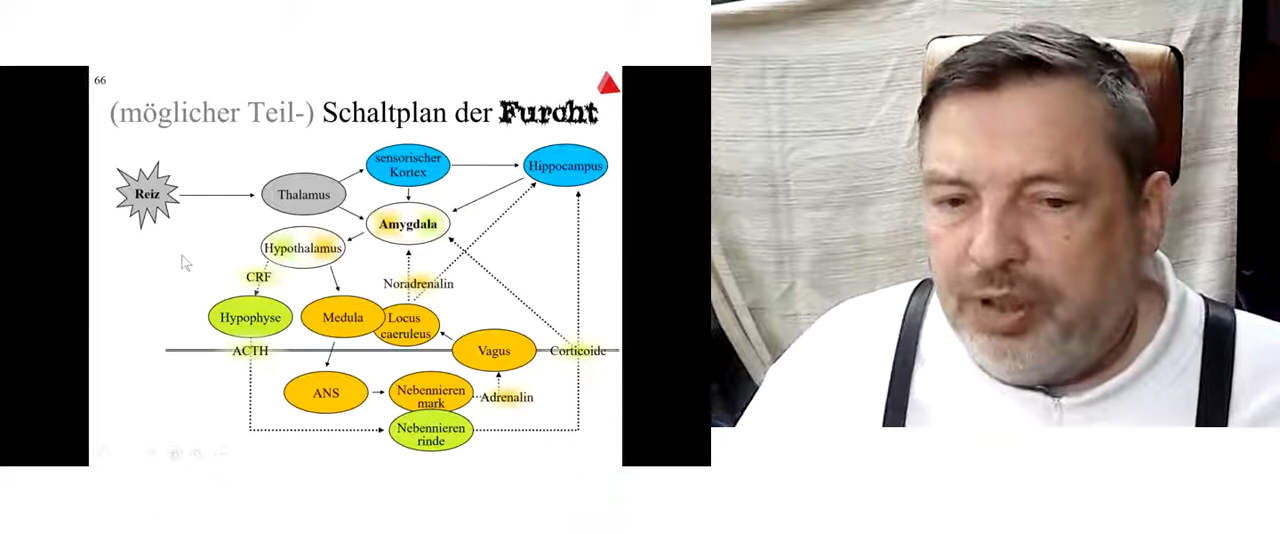 66
(möglicher Teil-) Schaltplan der Furcht
sensorischer
Kortex
Hippocampus
Reiz
Thalamus
Amygdala
Hypothalamus
CRF
Noradrenalin
Hypophyse
Medula
Locus
caeruleus
ACTH
Vagus
Corticoide
ANS
Nebennieren
mark
Adrenalin
Nebennieren
rinde